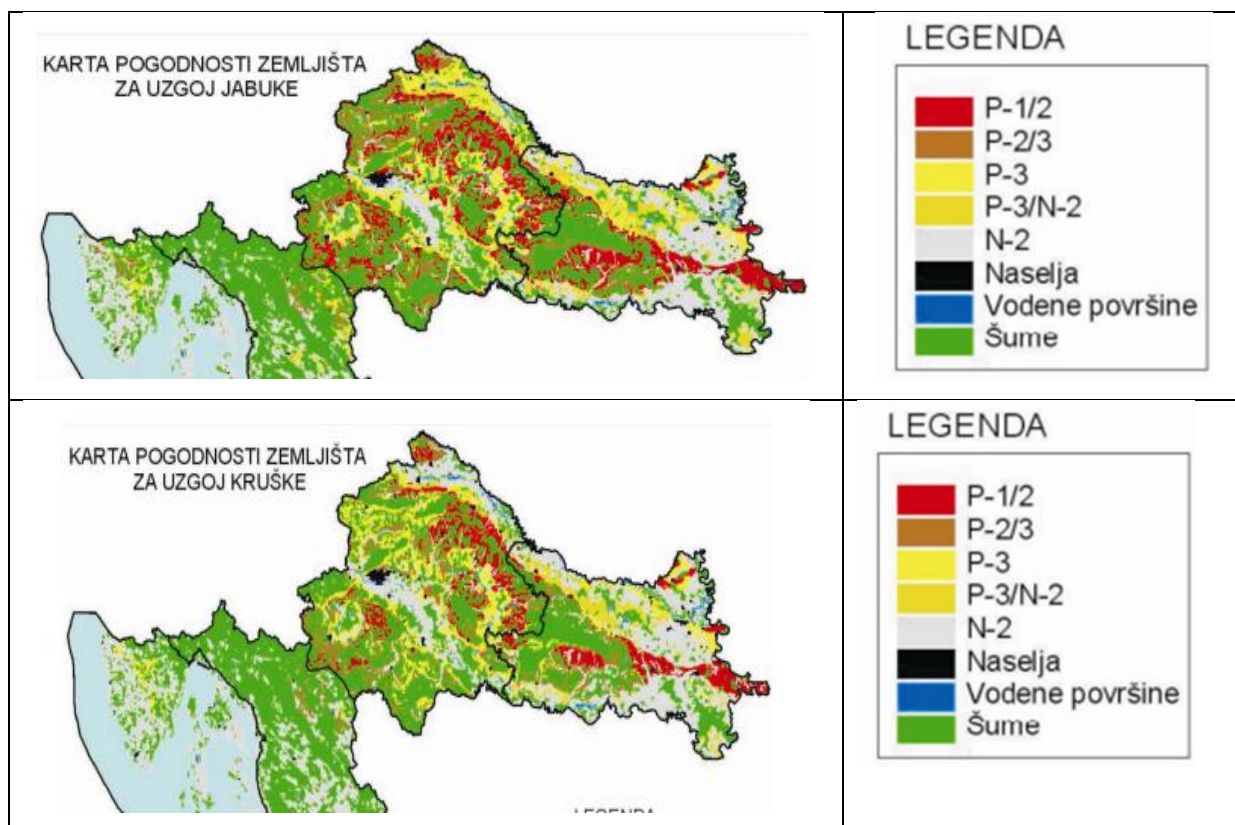 KARTA POGODNOSTI ZEMLJIŠTA
ZA UZGOJ JABUKE
LEGENDA
P-1/2
P-2/3
P-3
P-3/N-2
N-2
Naselja
Vodene površine
Šume
KARTA POGODNOSTI ZEMLJIŠTA
ZA UZGOJ KRUŠKE
LEGENDA
LEGENDA
P-1/2
P-2/3
P-3
P-3/N-2
N-2
Naselja
Vodene površine
Šume